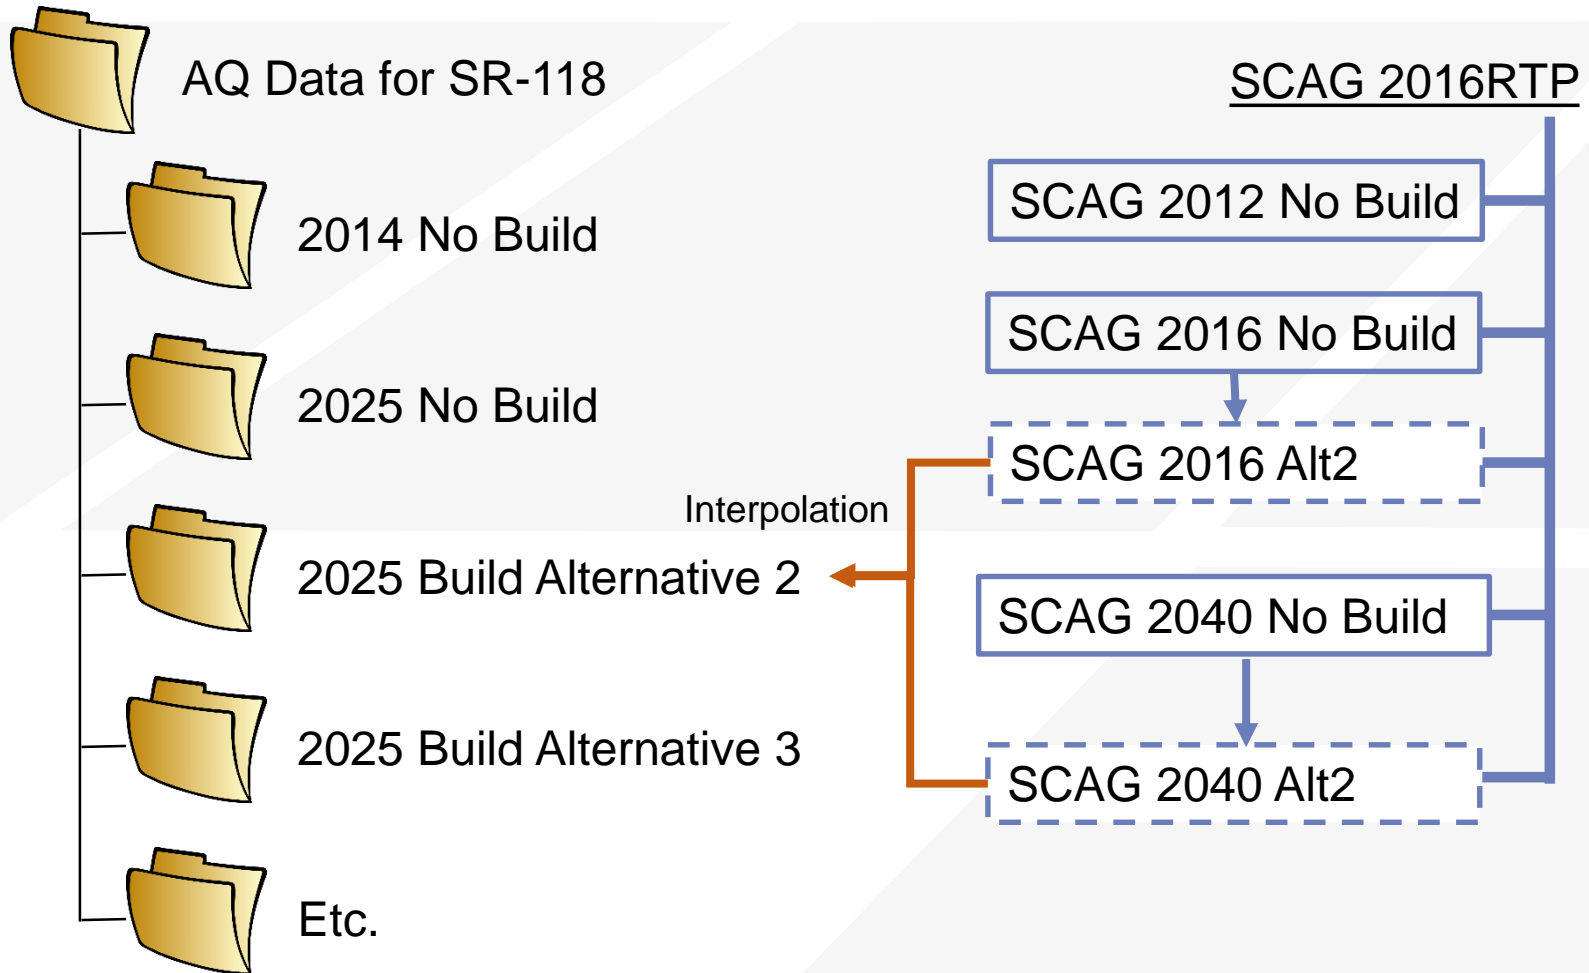 AQ Data for SR-118
2014 No Build
2025 No Build
2025 Build Alternative 2
2025 Build Alternative 3
Etc.
Interpolation
SCAG 2016RTP
SCAG 2012 No Build
SCAG 2016 No Build
SCAG 2016 Alt2
SCAG 2040 No Build
SCAG 2040 Alt2